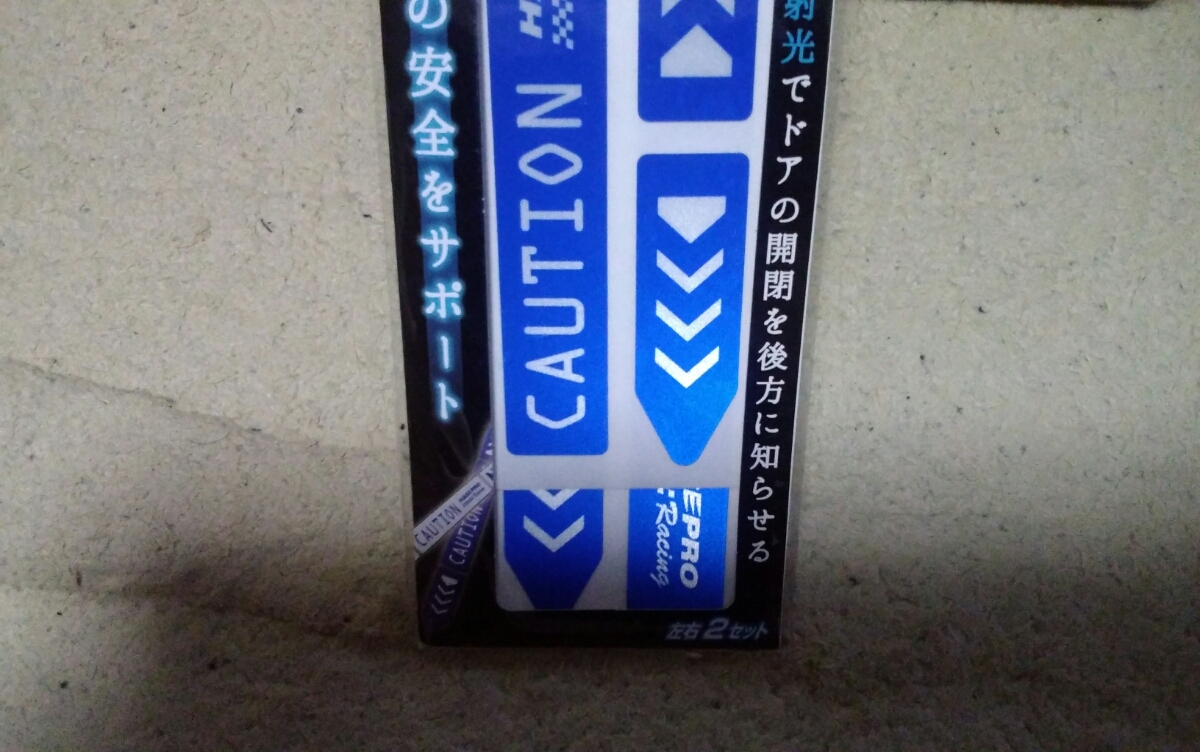 射光でドアの開閉を後方に知らせる
の安全をサポート
CAUTION
EPRO
Racing
CAUTION
CAUTION
左右2セット